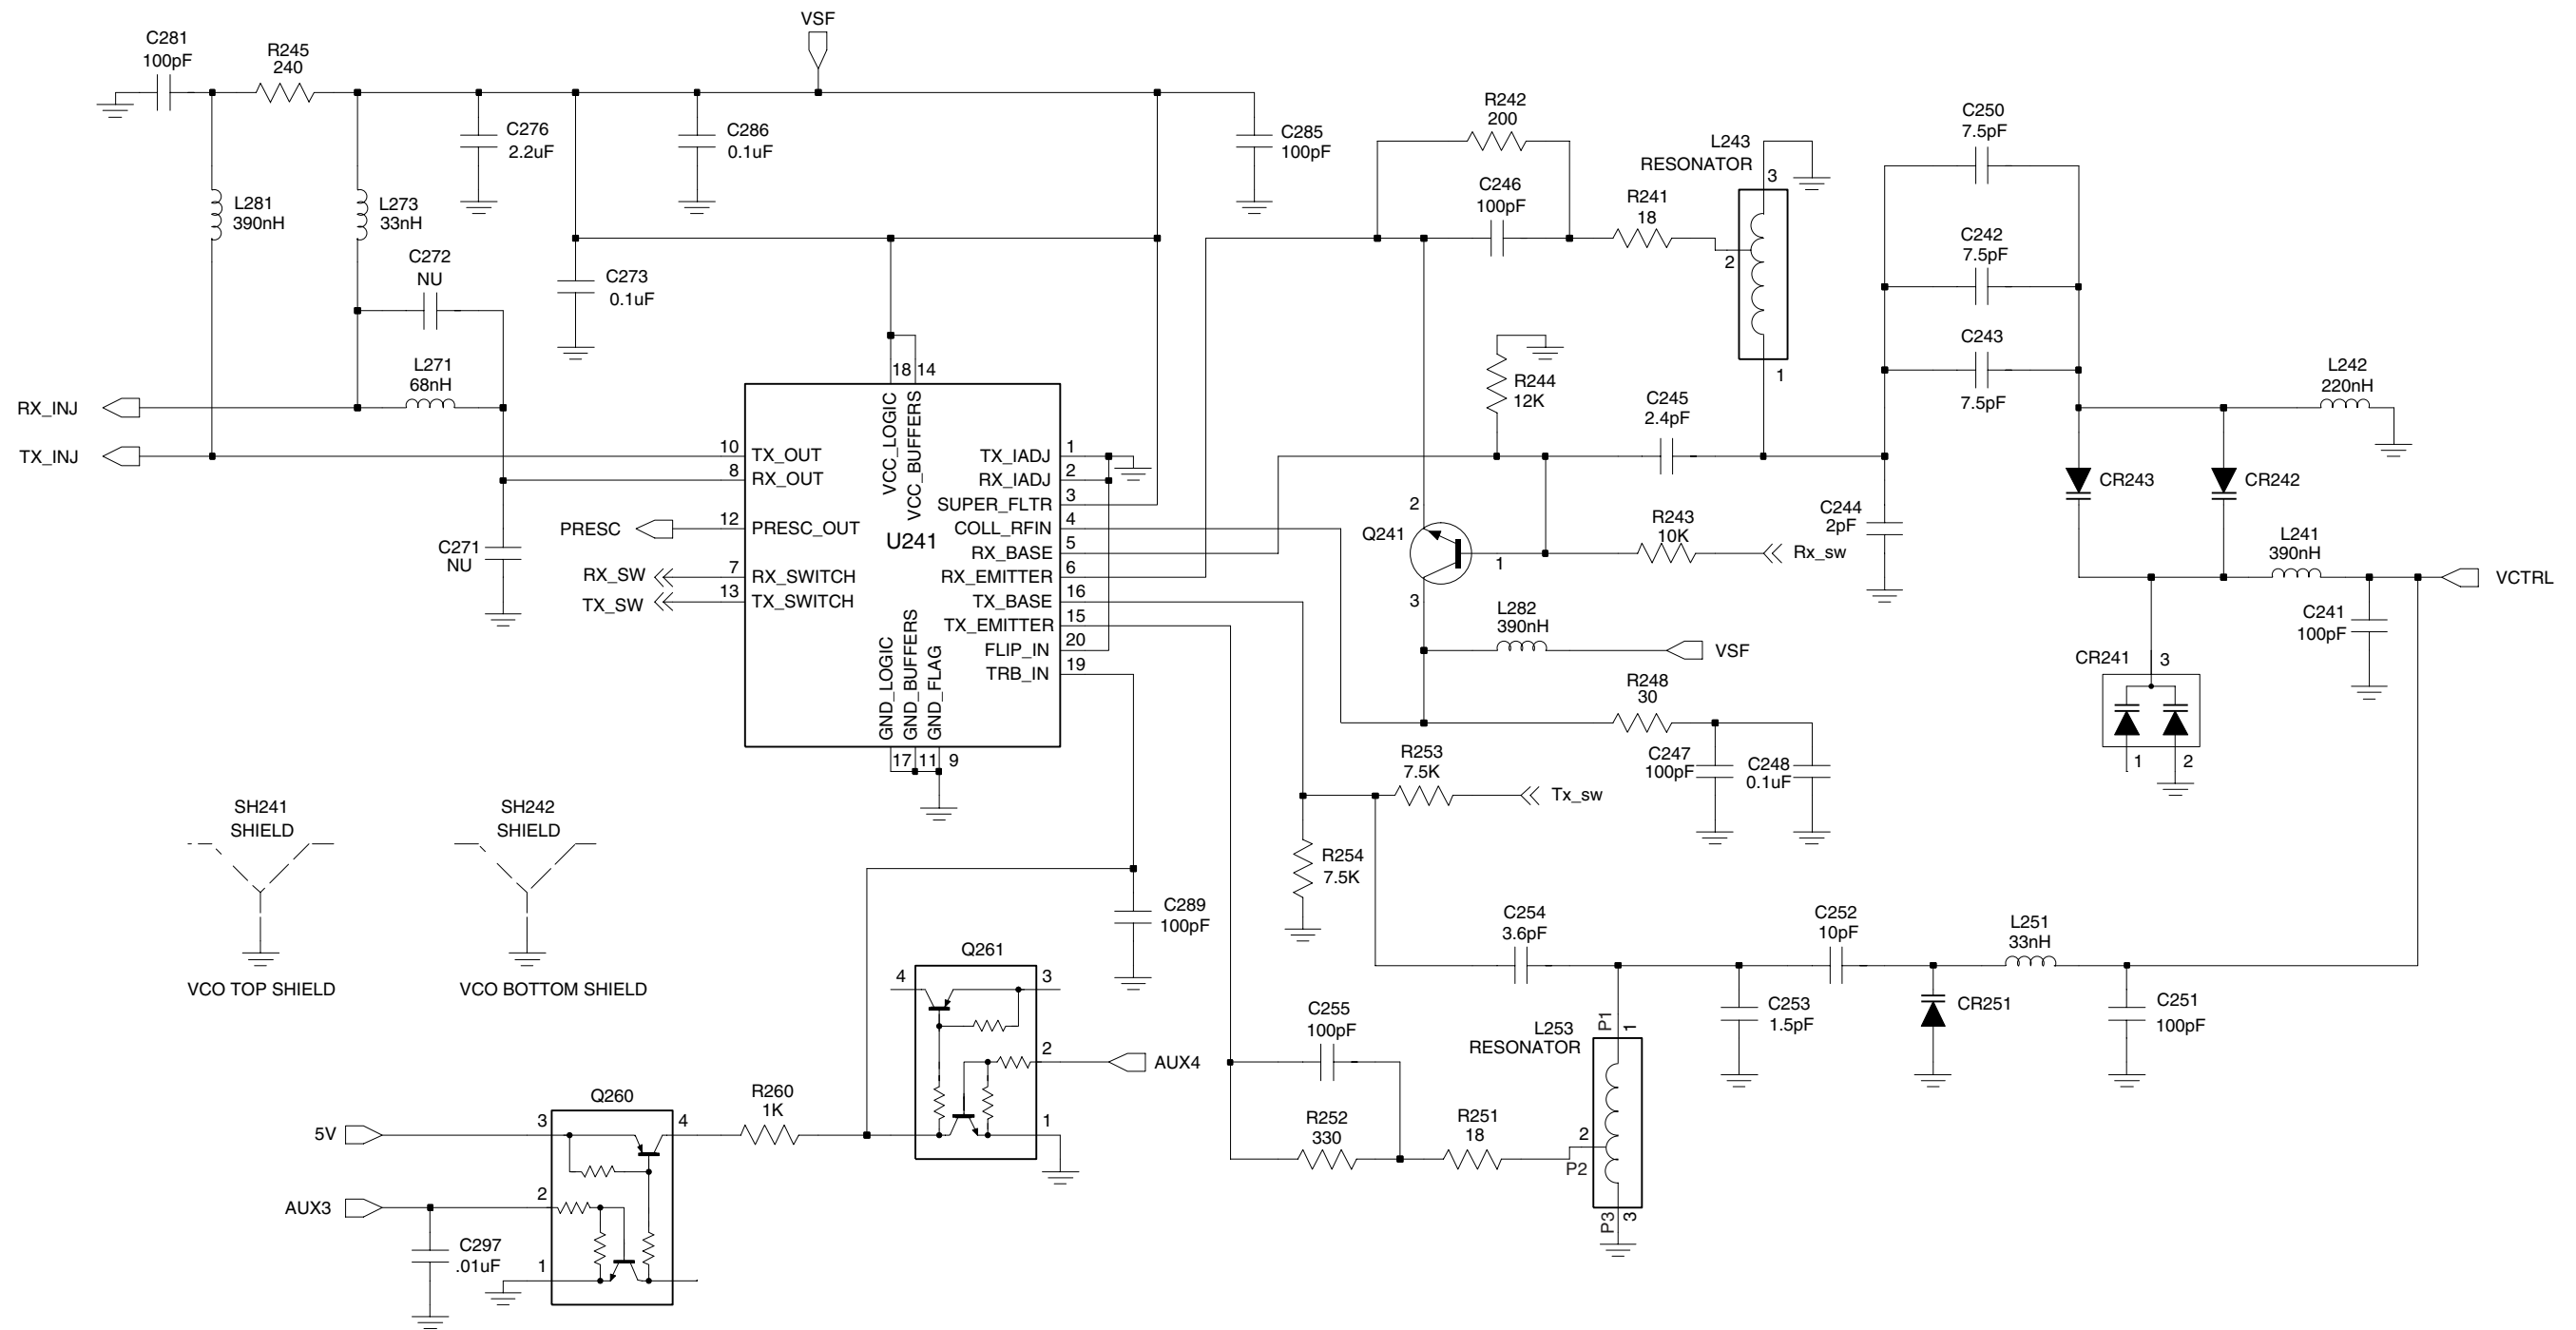 VSF
C281
100pF
R245
240
C276
2.2uF
C286
0.1uF
C285
100pF
L281
390nH
L273
33nH
C272
NU
C273
0.1uF
L271
68nH
RX_INJ
TX_INJ
C271
NU
PRESC
RX_SW
TX_SW
10
8
12
7
13
18
14
VCC_LOGIC
VCC_BUFFERS
TX_OUT
RX_OUT
PRESC_OUT
RX_SWITCH
TX_SWITCH
U241
TX_IADJ
RX_IADJ
SUPER_FLTR
COLL_RFIN
RX_BASE
RX_EMITTER
TX_BASE
TX_EMITTER
FLIP_IN
TRB_IN
GND_LOGIC
GND_BUFFERS
GND_FLAG
1
2
3
4
5
6
16
15
20
19
17
11
9
R242
200
C246
100pF
R241
18
L243
RESONATOR
3
2
1
R244
12K
C245
2.4pF
C250
7.5pF
C242
7.5pF
C243
7.5pF
L242
220nH
CR243
CR242
C244
2pF
Q241
2
1
3
R243
10K
Rx_sw
L241
390nH
VCTRL
C241
100pF
L282
390nH
VSF
CR241
3
1
2
R248
30
C247
100pF
C248
0.1uF
R253
7.5K
Tx_sw
R254
7.5K
SH241
SHIELD
VCO TOP SHIELD
SH242
SHIELD
VCO BOTTOM SHIELD
C289
100pF
Q261
4
3
2
1
AUX4
C254
3.6pF
C252
10pF
L251
33nH
C253
1.5pF
CR251
C251
100pF
C255
100pF
R252
330
R251
18
L253
RESONATOR
P1
1
2
P2
P3
3
Q260
5V
3
4
AUX3
2
1
R260
1K
C297
.01uF